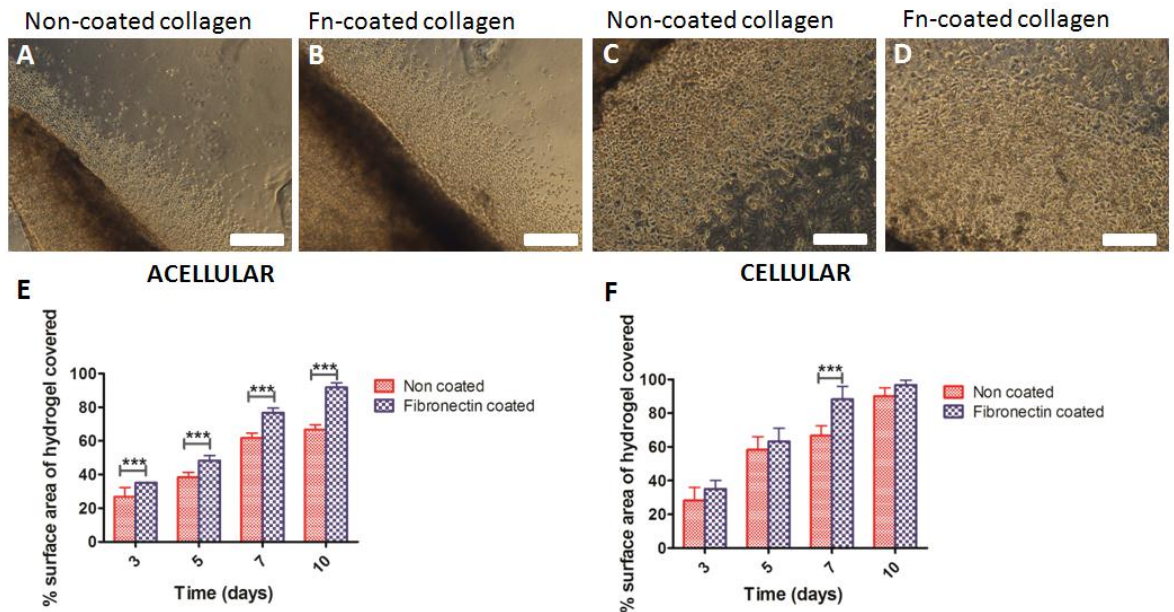 Non-coated collagen
Fn-coated collagen
Non-coated collagen
Fn-coated collagen
A
B
C
D
ACELLULAR
CELLULAR
E
% surface area of hydrogel covered
100
80
60
40
20
0
***
***
***
***
3
5
7
10
Time (days)
Non coated
Fibronectin coated
F
% surface area of hydrogel covered
100
80
60
40
20
0
***
3
5
7
10
Time (days)
Non coated
Fibronectin coated